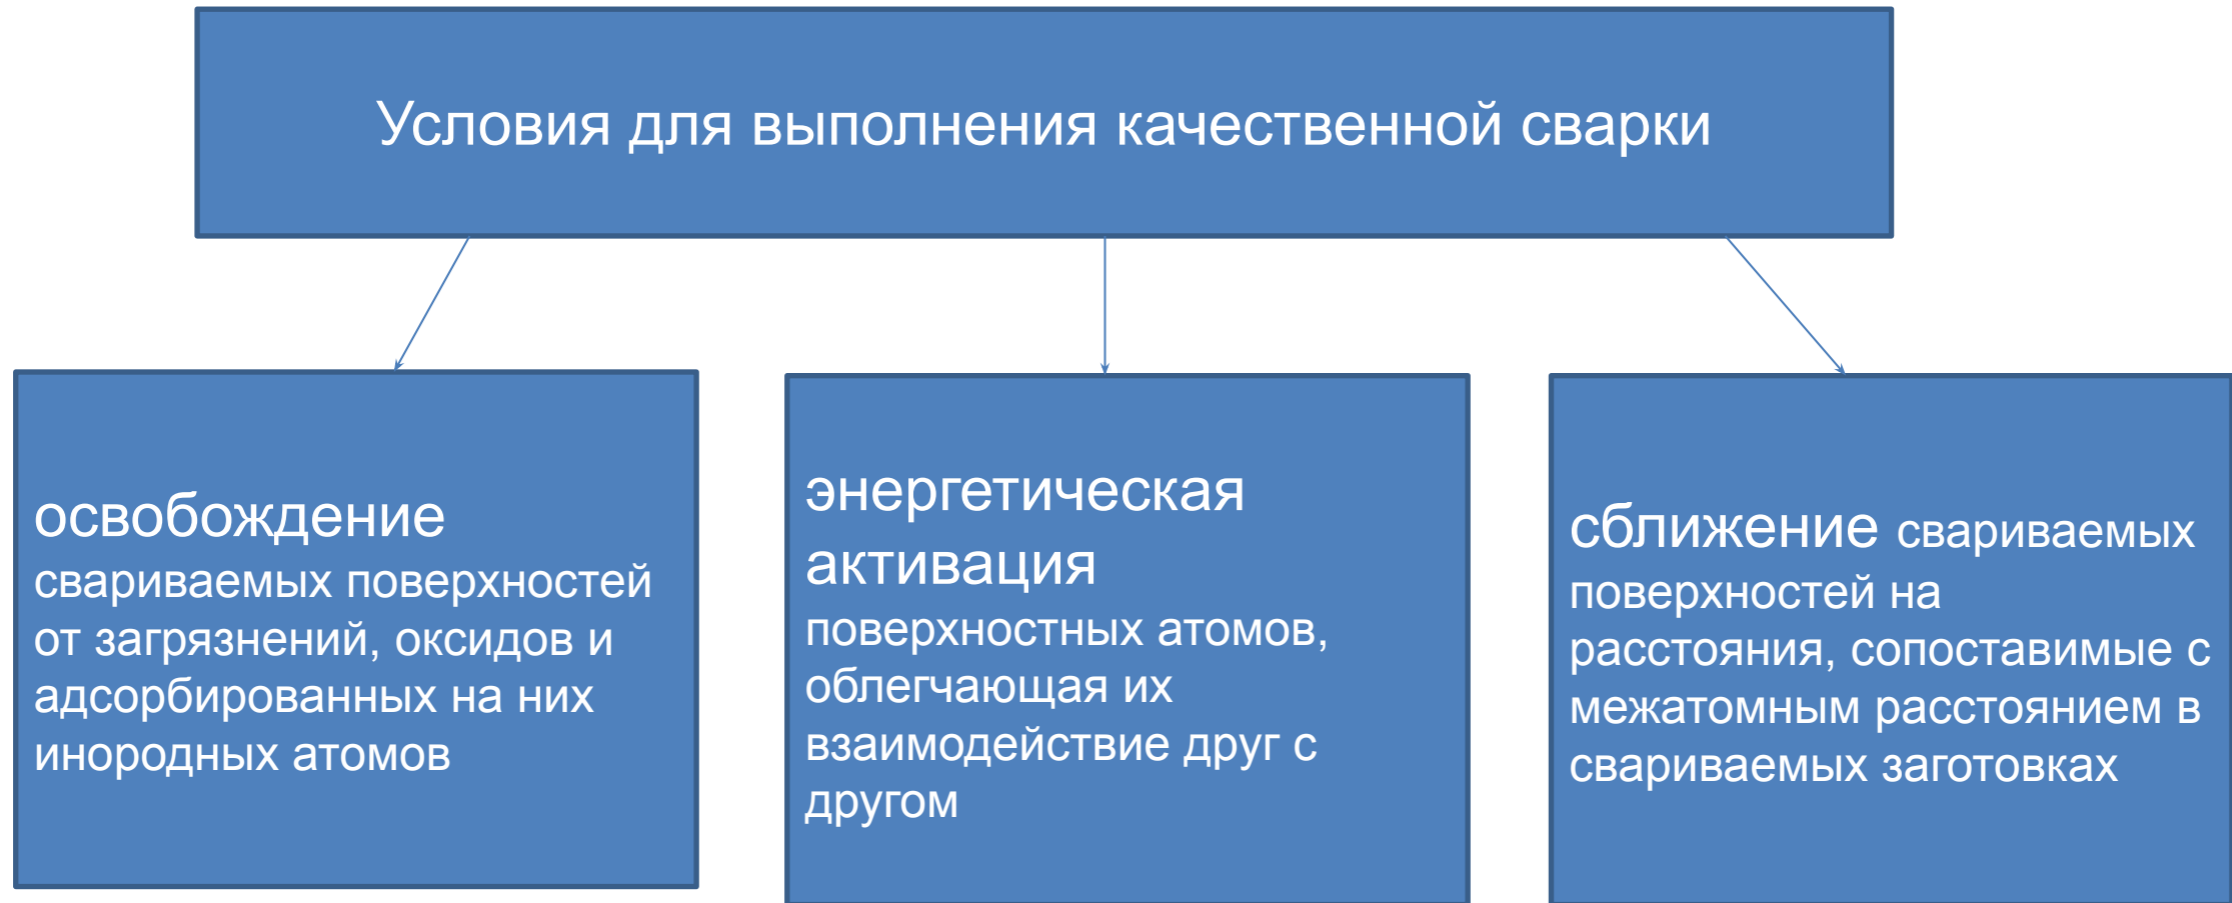 Условия для выполнения качественной сварки
освобождение
свариваемых поверхностей
от загрязнений, оксидов и
адсорбированных на них
инородных атомов
энергетическая
активация
поверхностных атомов,
облегчающая их
взаимодействие друг с
другом
сближение свариваемых
поверхностей на
расстояния, сопоставимые с
межатомным расстоянием в
свариваемых заготовках